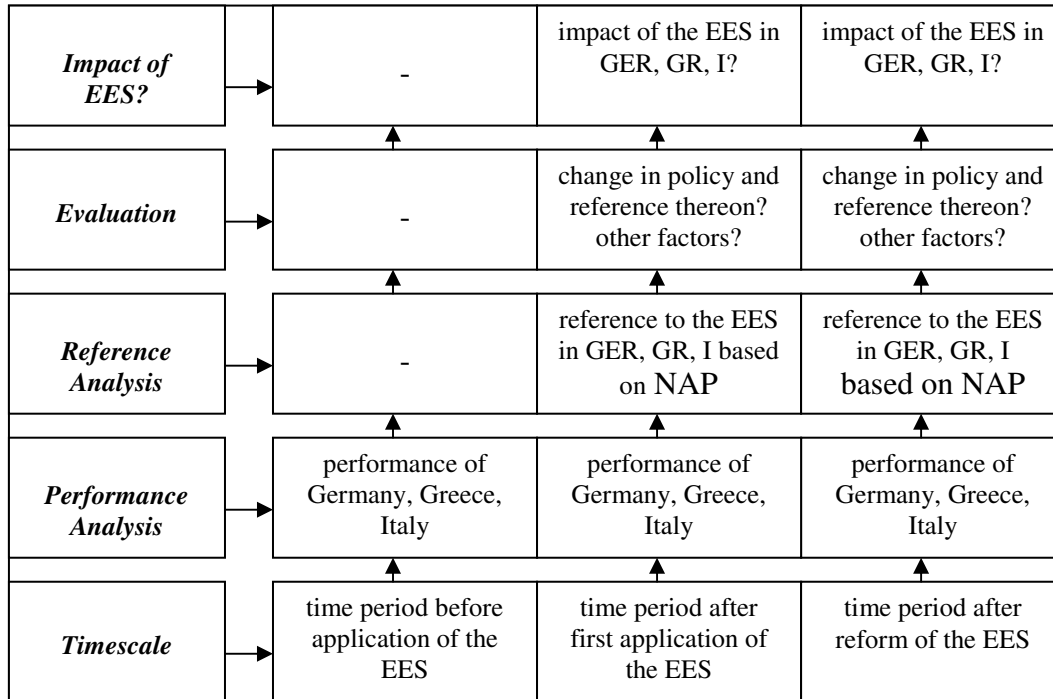 Impact of
EES?
-
impact of the EES in
GER, GR, I?
impact of the EES in
GER, GR, I?
Evaluation
-
change in policy and
reference thereon?
other factors?
change in policy and
reference thereon?
other factors?
Reference
Analysis
-
reference to the EES
in GER, GR, I based
on NAP
reference to the EES
in GER, GR, I
based on NAP
Performance
Analysis
performance of
Germany, Greece,
Italy
performance of
Germany, Greece,
Italy
performance of
Germany, Greece,
Italy
Timescale
time period before
application of the
EES
time period after
first application of
the EES
time period after
reform of the EES